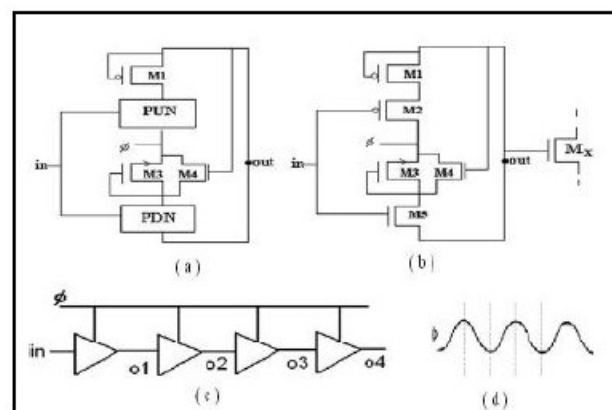 M1
PUN
ϕ
in
M3 M4
out
PDN
(a)
M1
M2
ϕ
in
M3 M4
out
Mx
M5
(b)
ϕ
in
o1 o2 o3 o4
(c)
ϕ
(d)